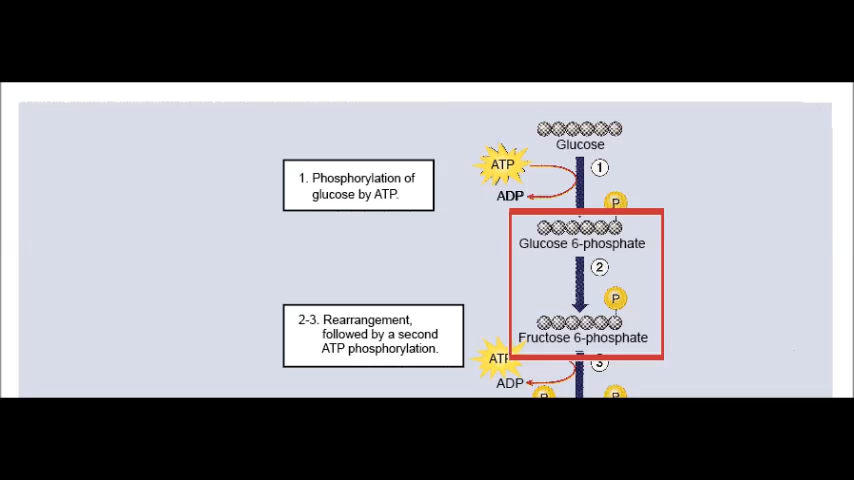 Glucose
ATP
1
1. Phosphorylation of
glucose by ATP.
ADP
P
Glucose 6-phosphate
2
P
2-3. Rearrangement,
followed by a second
ATP phosphorylation.
Fructose 6-phosphate
ATP
3
ADP
P
P